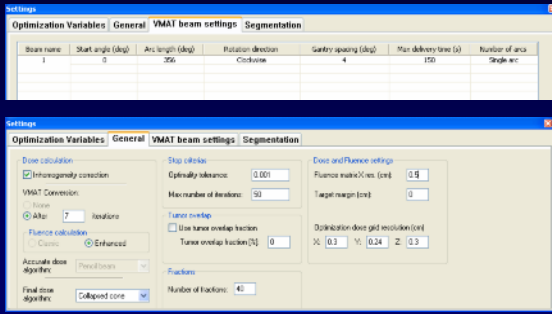 Settings
Optimization Variables General VMAT beam settings Segmentation
Beam name Start angle (deg) Arc length (deg) Rotation direction Gantry spacing (deg) Max delivery time (s) Number of arcs
1 0 356 Clockwise 4 150 Single arc
Settings
Optimization Variables General VMAT beam settings Segmentation
Dose calculation Stop criterias Dose and Fluence settings
Inhomogeneity correction Optimality tolerance: 0.001 Fluence matrix X res. (cm): 0.5
VMAT Conversion: Max number of iterations: 50 Target margin (cm): 0
None
After 7 iterations Tumor overlap
Fluence calculation Use tumor overlap fraction Optimization dose grid resolution (cm)
Classic Enhanced Tumor overlap fraction (%): 0 X: 0.3 Y: 0.24 Z: 0.3
Accurate dose algorithm: Pencil beam
Fractions
Final dose algorithm: Collapsed cone Number of fractions: 40